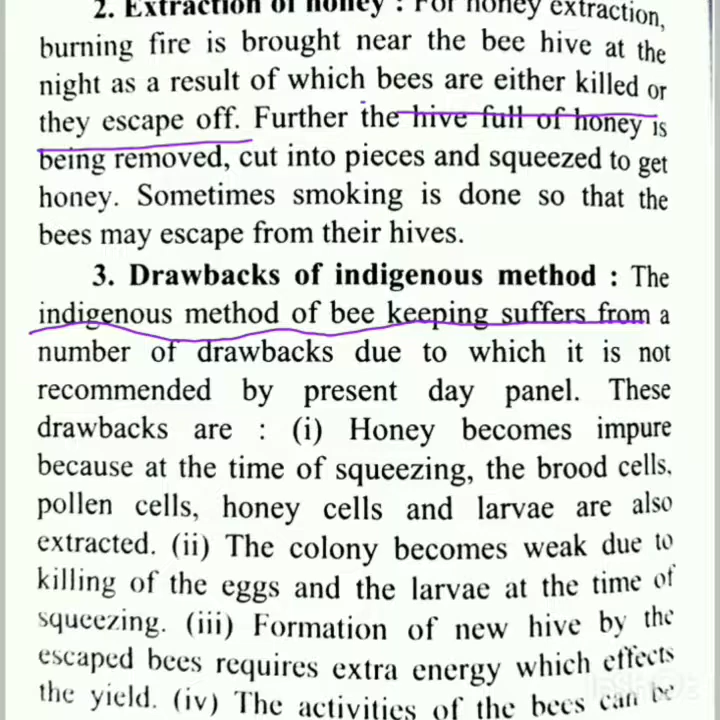 2. Extraction of honey : For honey extraction,
burning fire is brought near the bee hive at the
night as a result of which bees are either killed or
they escape off. Further the hive full of honey is
being removed, cut into pieces and squeezed to get
honey. Sometimes smoking is done so that the
bees may escape from their hives.
3. Drawbacks of indigenous method : The
indigenous method of bee keeping suffers from a
number of drawbacks due to which it is not
recommended by present day panel. These
drawbacks are : (i) Honey becomes impure
because at the time of squeezing, the brood cells,
pollen cells, honey cells and larvae are also
extracted. (ii) The colony becomes weak due to
killing of the eggs and the larvae at the time of
squeezing. (iii) Formation of new hive by the
escaped bees requires extra energy which effects
the yield. (iv) The activities of the bees can be